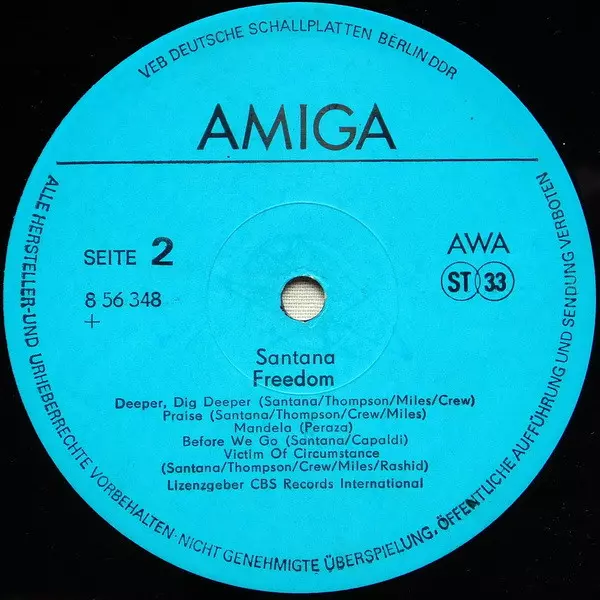 VEB DEUTSCHE SCHALLPLATTEN BERLIN DDR
AMIGA
SEITE 2
8 56 348
+
AWA
ST 33
Santana
Freedom
Deeper, Dig Deeper (Santana/Thompson/Miles/Crew)
Praise (Santana/Thompson/Crew/Miles)
Mandela (Peraza)
Before We Go (Santana/Capaldi)
Victim Of Circumstance
(Santana/Thompson/Crew/Miles/Rashid)
Lizenzgeber CBS Records International
ALLE HERSTELLER-UND URHEBERRECHTE VORBEHALTEN·NICHT GENEHMIGTE ÜBERSPIELUNG, ÖFFENTLICHE AUFFÜHRUNG UND SENDUNG VERBOTEN